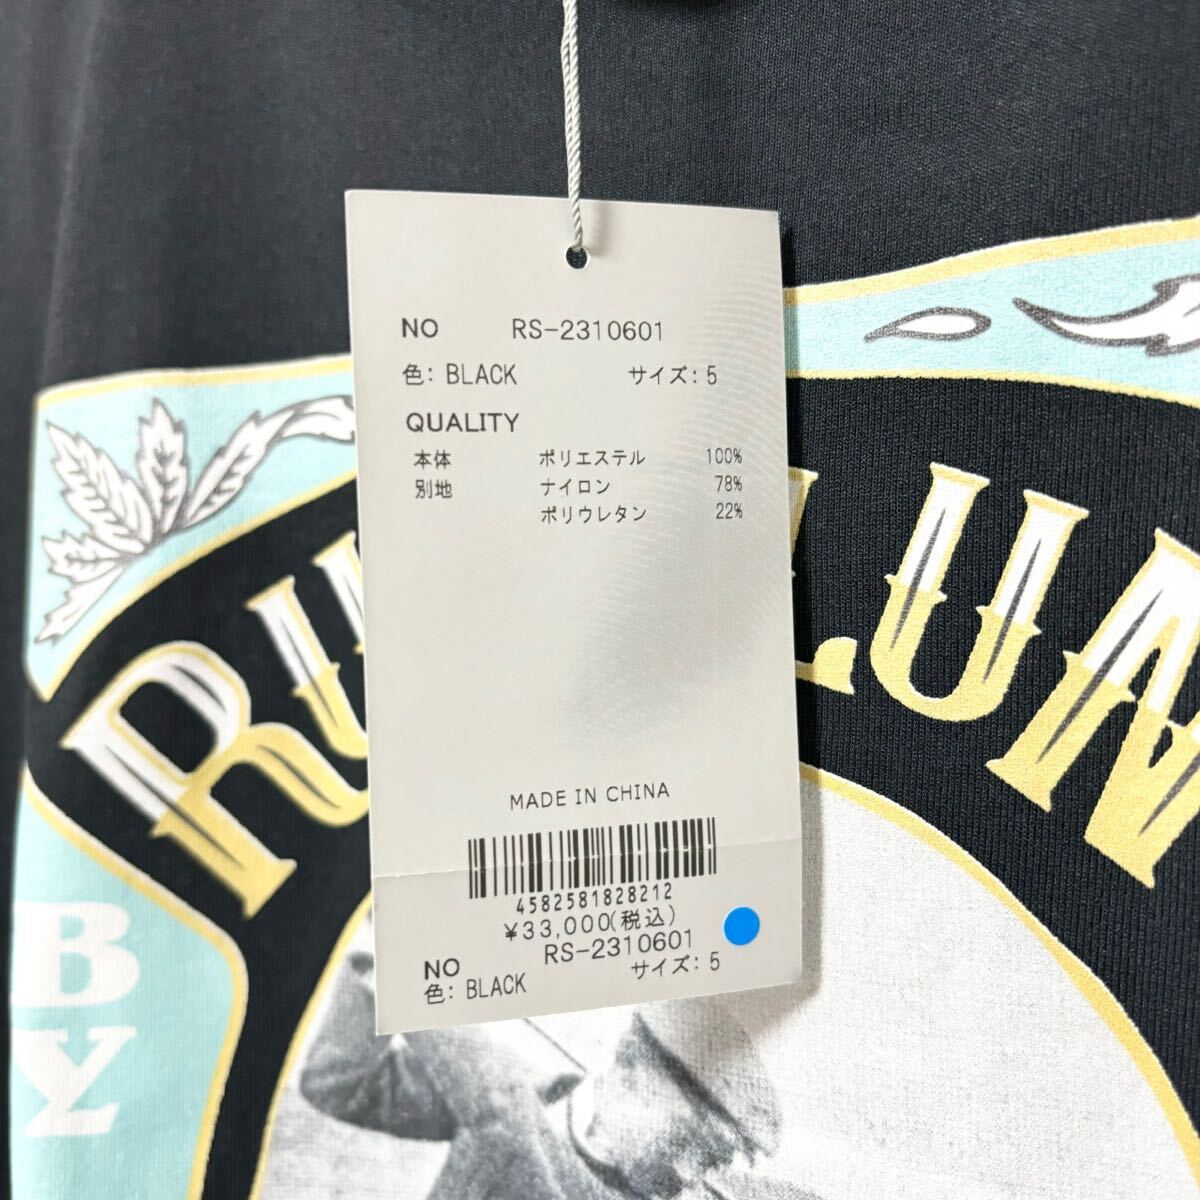 NO RS-2310601
色: BLACK サイズ: 5
QUALITY
本体 ポリエステル 100%
別地 ナイロン 78%
ポリウレタン 22%
MADE IN CHINA
4582581828212
¥33,000(税込)
NO RS-2310601
色: BLACK サイズ: 5
BY